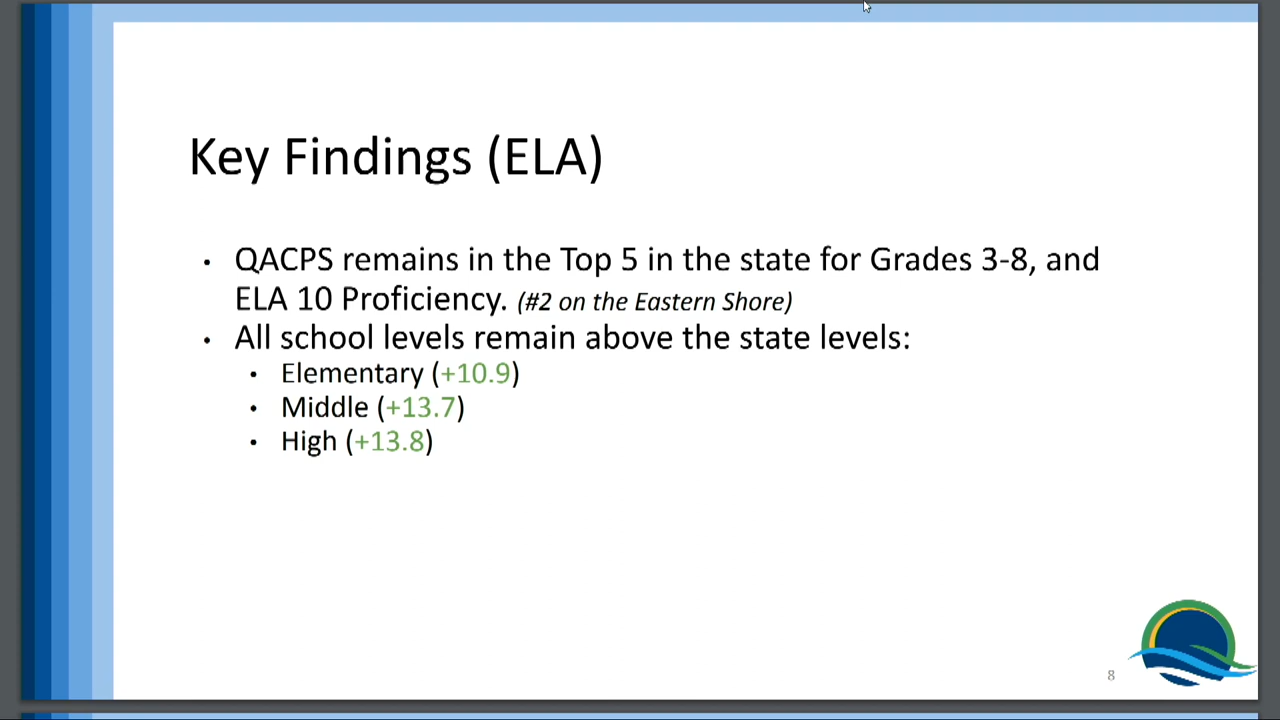 Key Findings (ELA)
• QACPS remains in the Top 5 in the state for Grades 3-8, and
ELA 10 Proficiency. (#2 on the Eastern Shore)
• All school levels remain above the state levels:
• Elementary (+10.9)
• Middle (+13.7)
• High (+13.8)
8